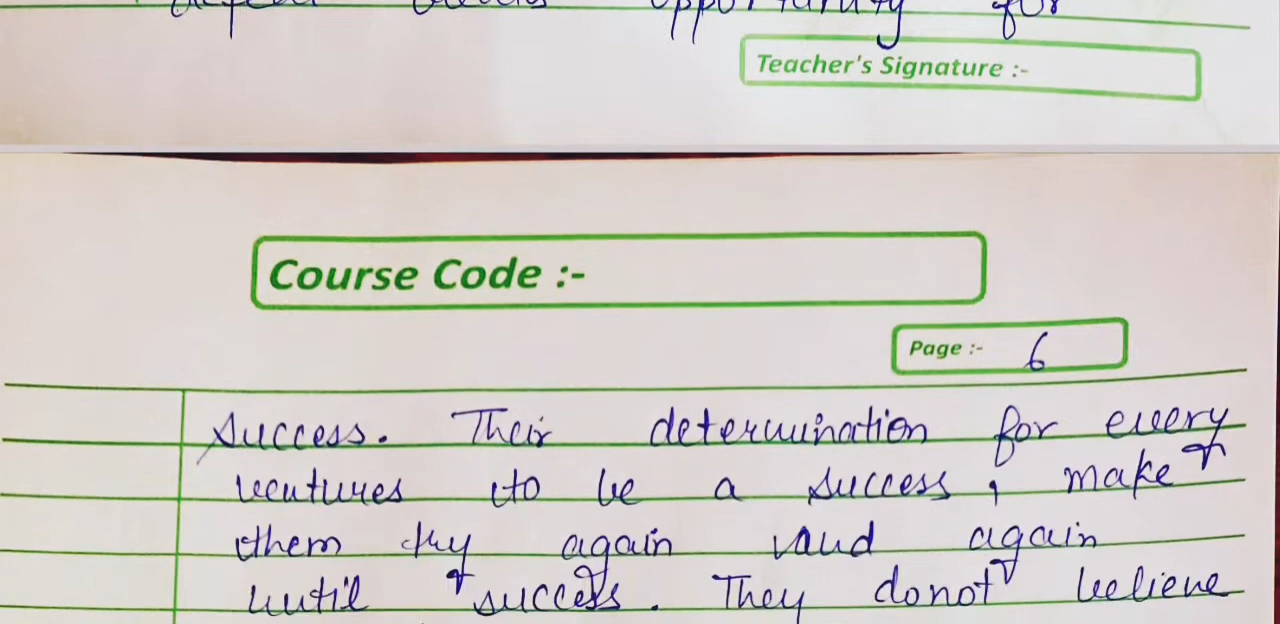 opportunity for
Teacher's Signature :-
Course Code :-
Page :- 6
success. Their determination for every
ventures to be a success, make
them try again and again
until success. They donot believe